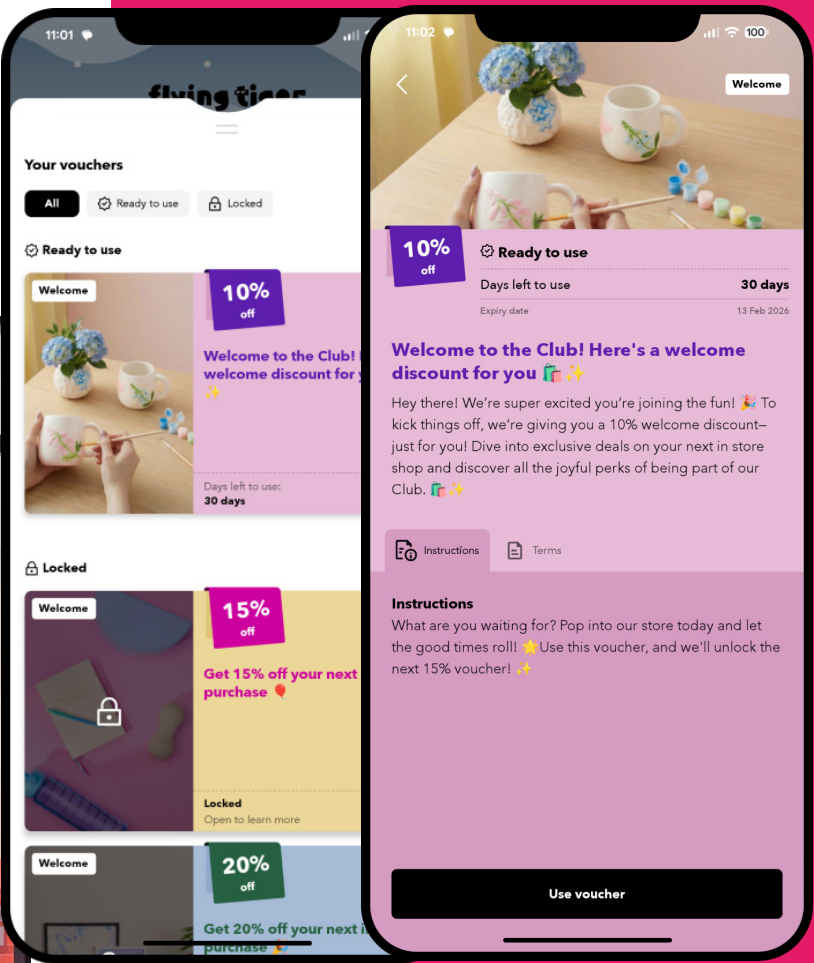 11:01
flying tiger
Your vouchers
All
Ready to use
Locked
Ready to use
Welcome
10%
off
Welcome to the Club!
welcome discount for
✨
Days left to use:
30 days
Locked
Welcome
15%
off
Get 15% off your next
purchase 🎈
Locked
Open to learn more
Welcome
20%
off
Get 20% off your next
purchase 🎉
11:02
100
Welcome
10%
off
Ready to use
Days left to use 30 days
Expiry date 13 Feb 2026
Welcome to the Club! Here's a welcome
discount for you 🛍️✨
Hey there! We’re super excited you’re joining the fun! 🎉 To
kick things off, we’re giving you a 10% welcome discount—
just for you! Dive into exclusive deals on your next in store
shop and discover all the joyful perks of being part of our
Club. 🛍️✨
Instructions
Terms
Instructions
What are you waiting for? Pop into our store today and let
the good times roll! 🌟Use this voucher, and we'll unlock the
next 15% voucher! ✨
Use voucher